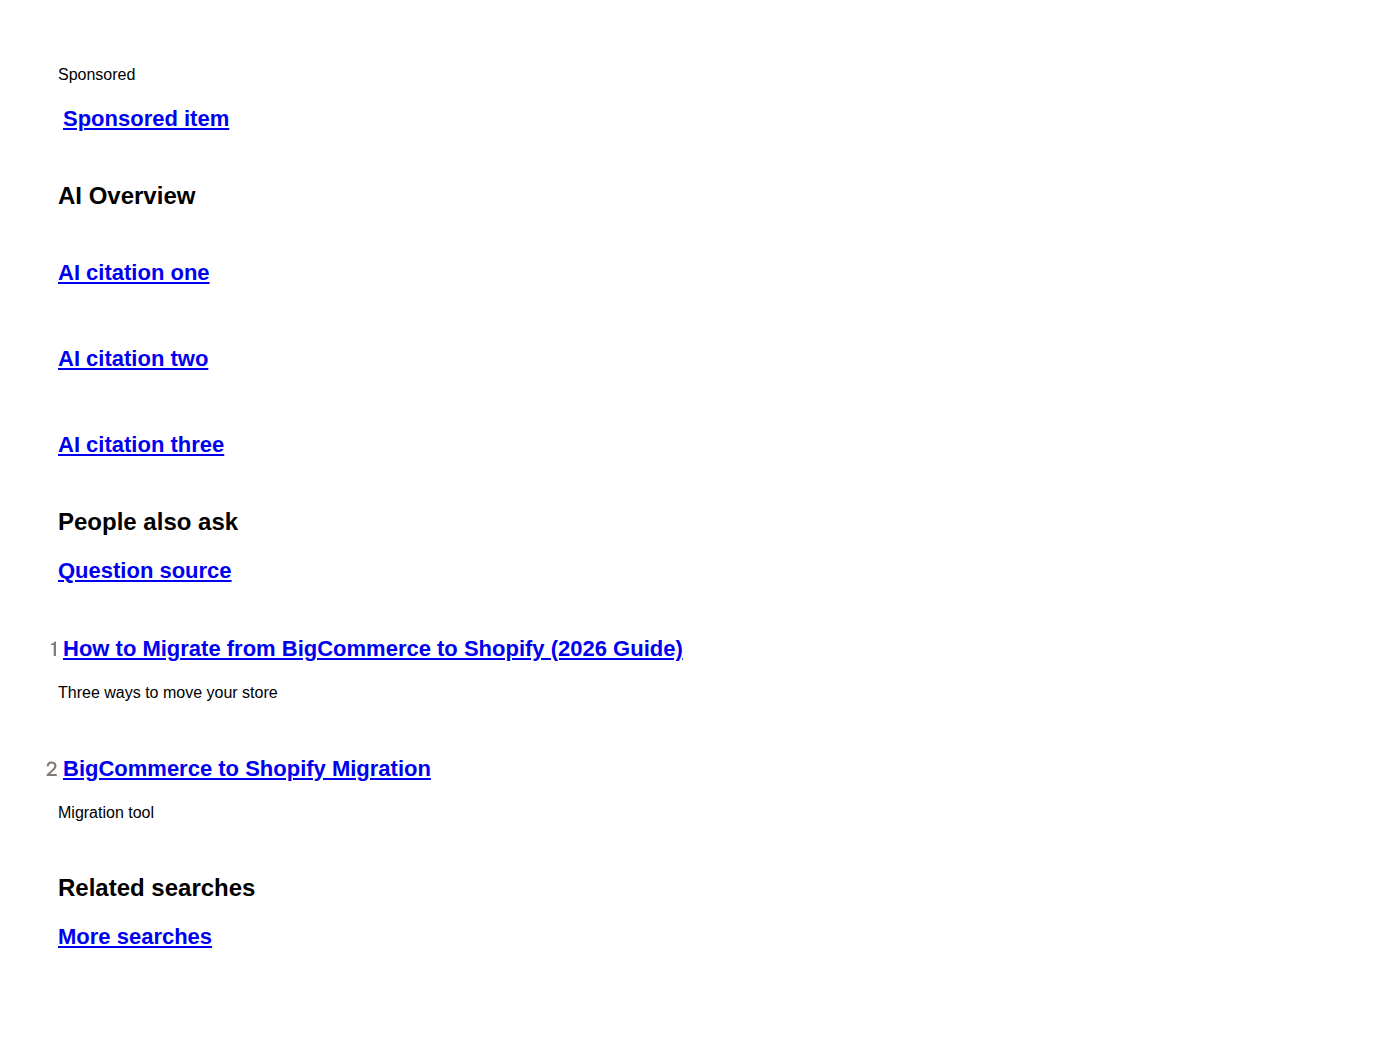 Sponsored
Sponsored item
AI Overview
AI citation one
AI citation two
AI citation three
People also ask
Question source
1 How to Migrate from BigCommerce to Shopify (2026 Guide)
Three ways to move your store
2 BigCommerce to Shopify Migration
Migration tool
Related searches
More searches